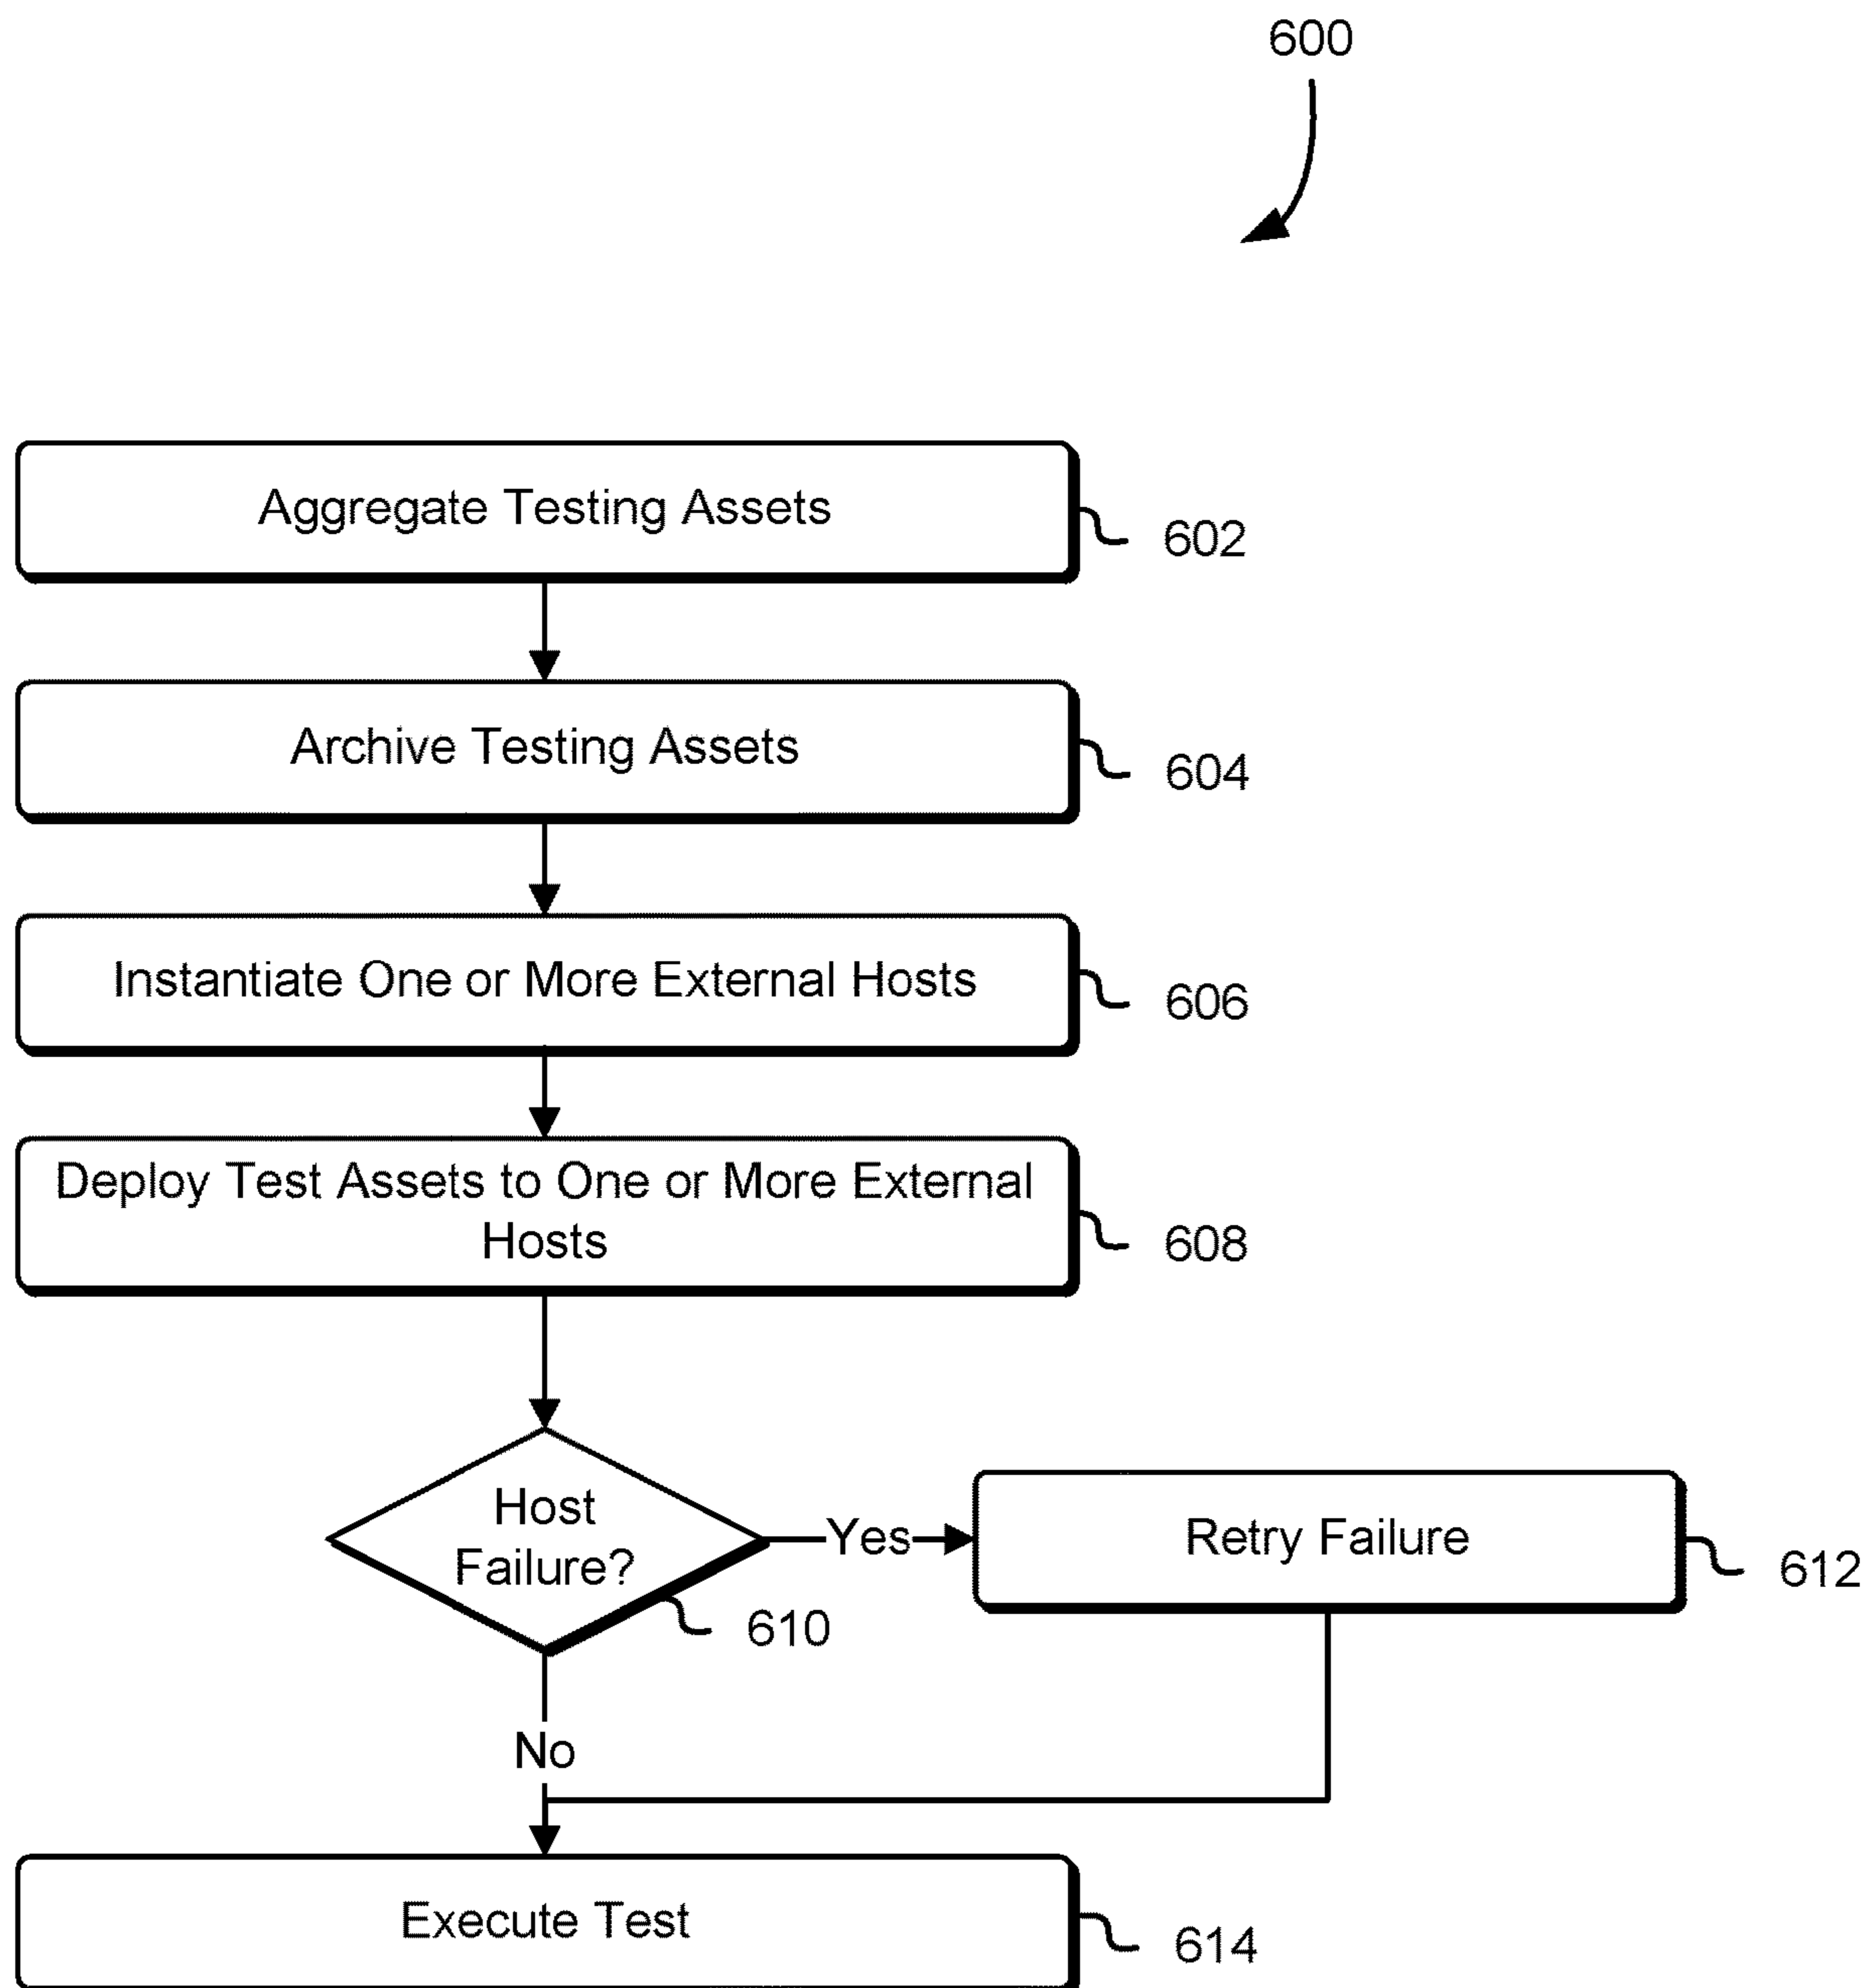 600
Aggregate Testing Assets
602
Archive Testing Assets
604
Instantiate One or More External Hosts
606
Deploy Test Assets to One or More External
Hosts
608
Host
Failure?
610
Yes
Retry Failure
612
No
Execute Test
614